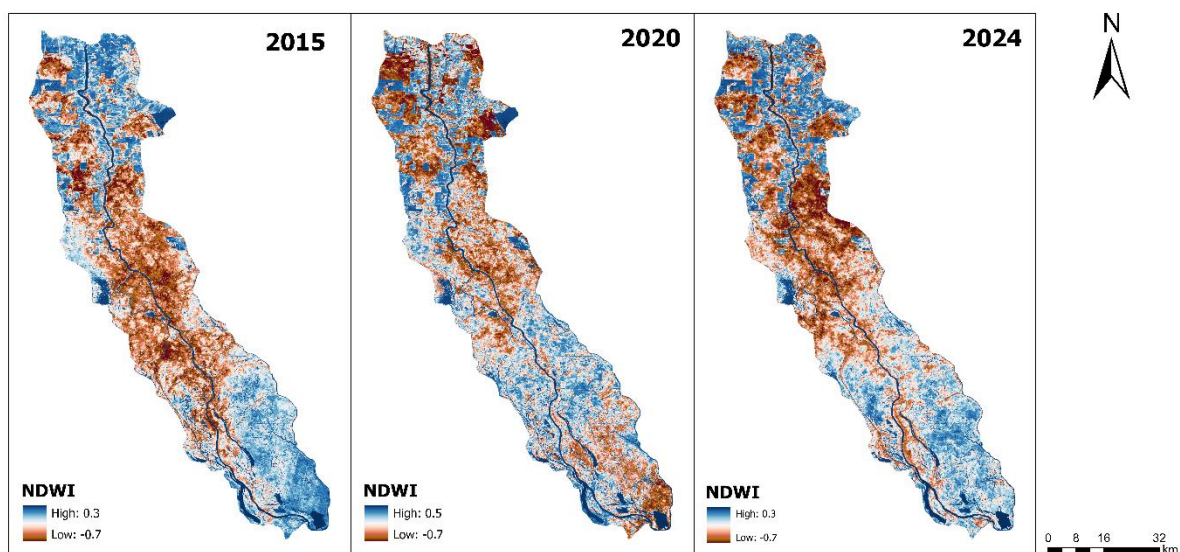 2015
2020
2024
N
NDWI
High: 0.3
Low: -0.7
NDWI
High: 0.5
Low: -0.7
NDWI
High: 0.3
Low: -0.7
0 8 16 32
km